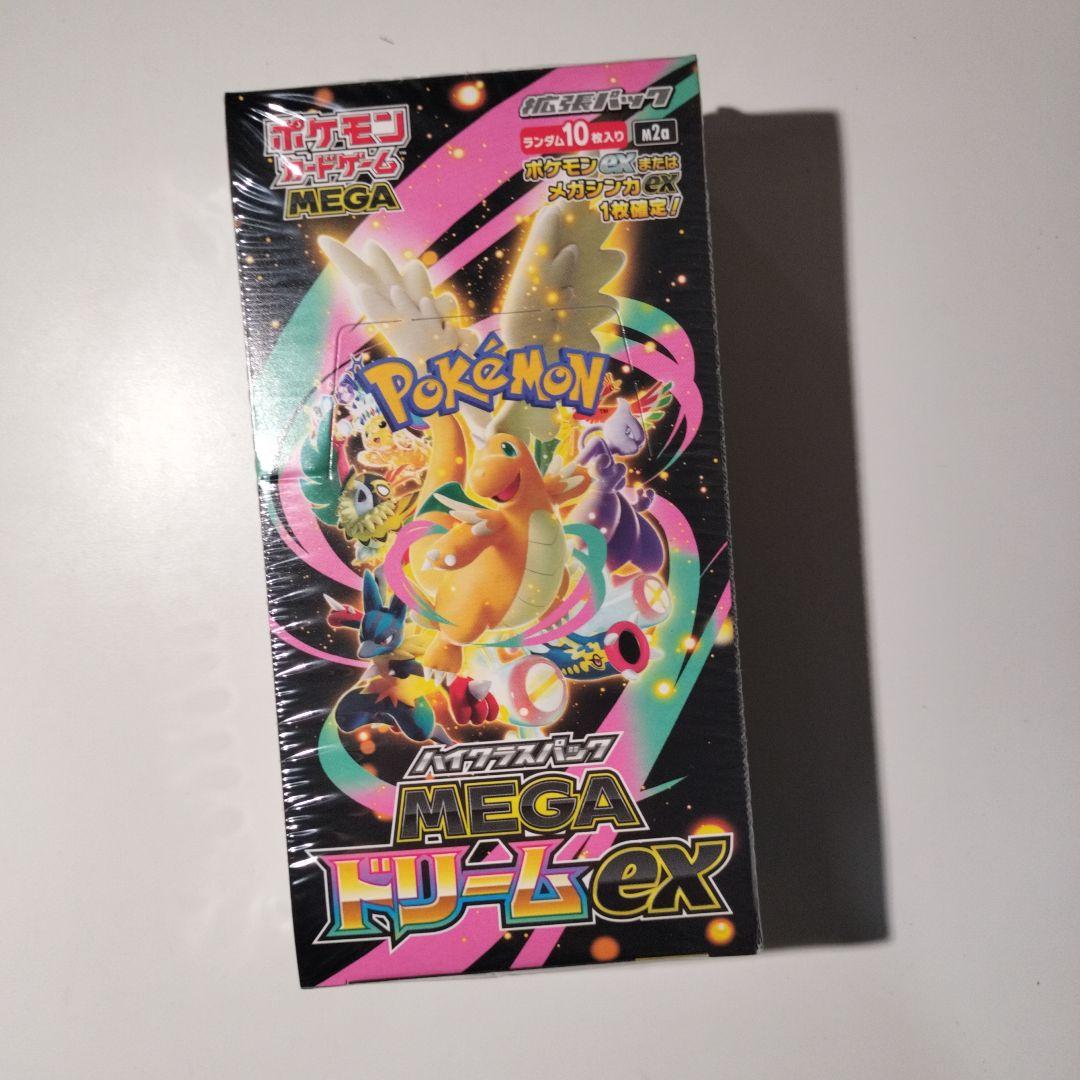 ポケモン
カードゲーム
MEGA
拡張パック
ランダム10枚入り M2a
ポケモンexまたは
メガシンカex
1枚確定!
POKéMON
ハイクラスパック
MEGA
ドリームex